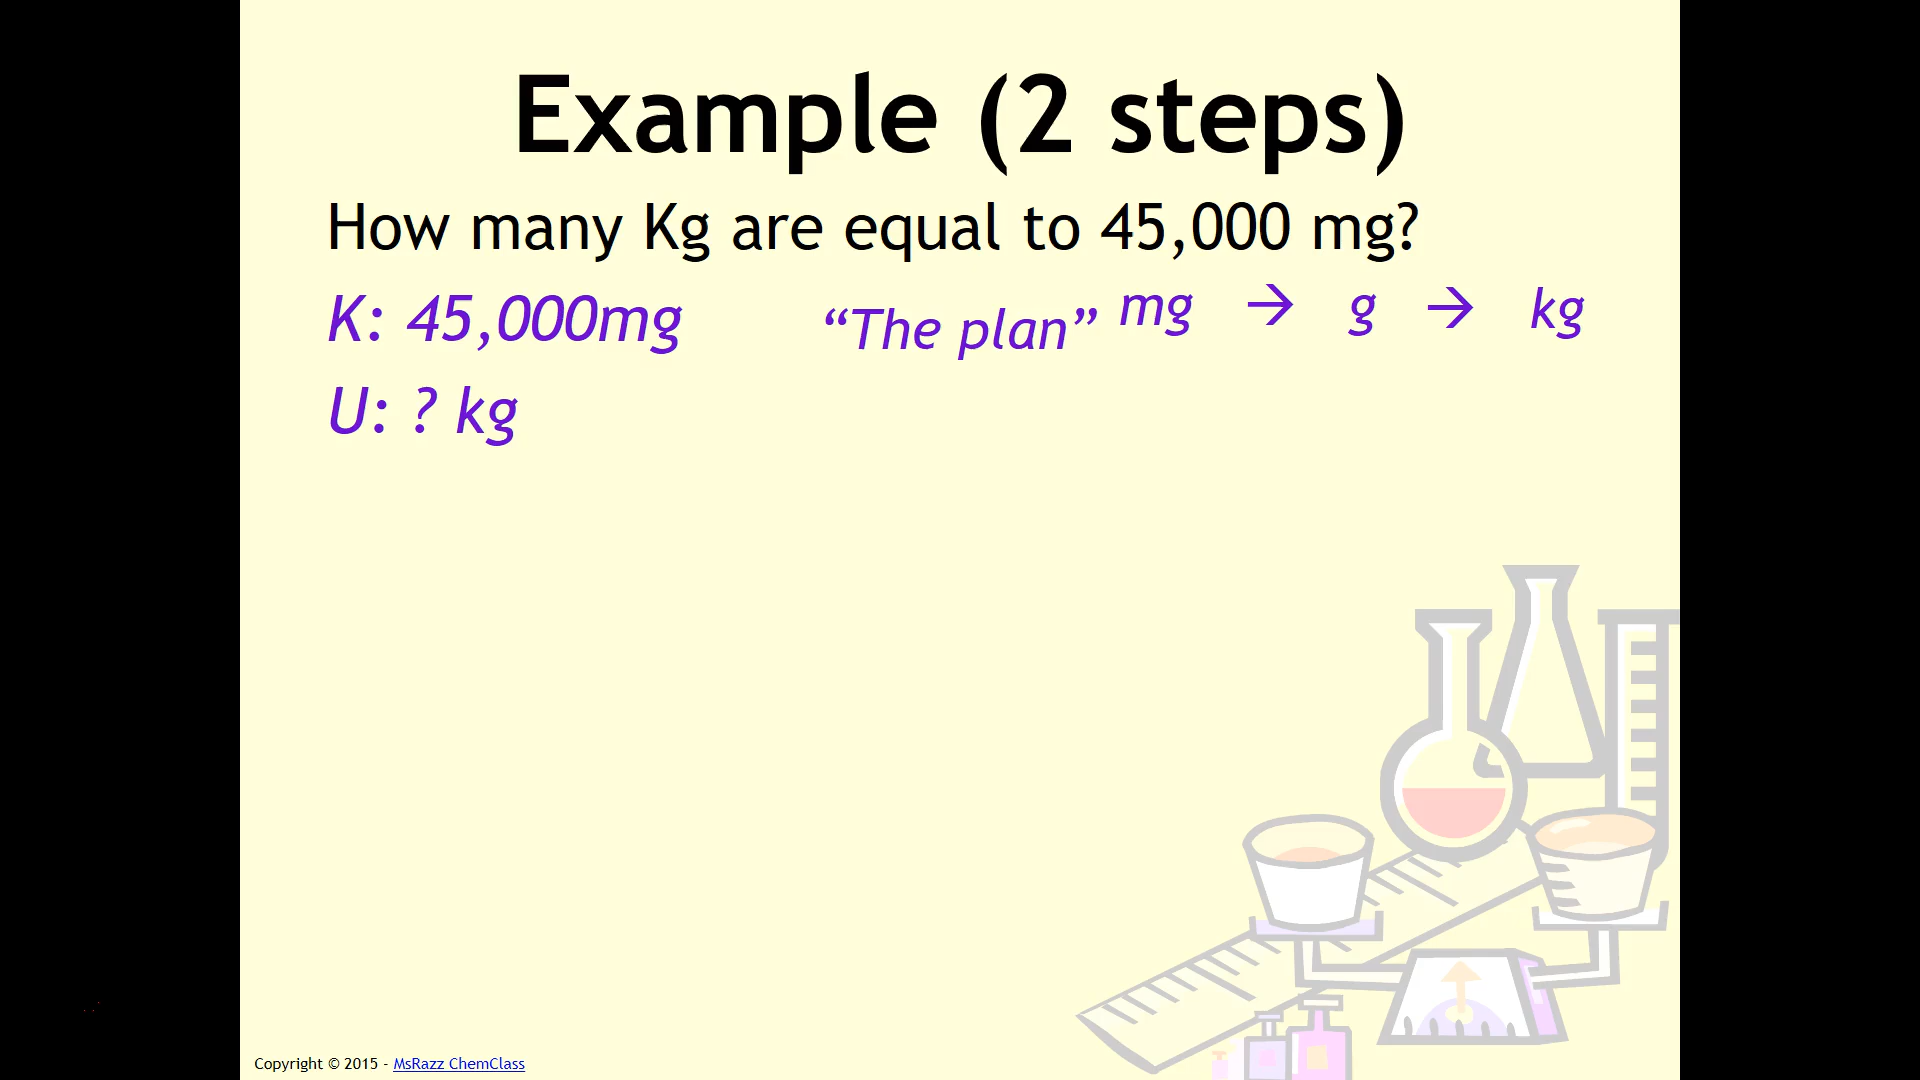 Example (2 steps)
How many Kg are equal to 45,000 mg?
K: 45,000mg “The plan” mg → g → kg
U: ? kg
Copyright © 2015 - MsRazz ChemClass